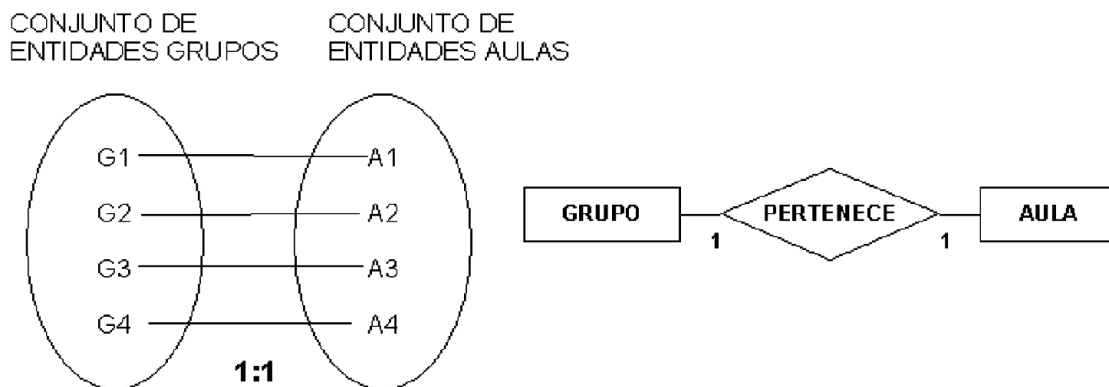 CONJUNTO DE
ENTIDADES GRUPOS
CONJUNTO DE
ENTIDADES AULAS
G1
A1
G2
A2
G3
A3
G4
A4
1:1
GRUPO
1
PERTENECE
1
AULA